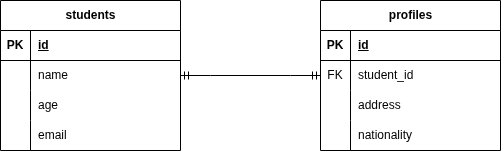 students
PK id
name
age
email
profiles
PK id
FK student_id
address
nationality